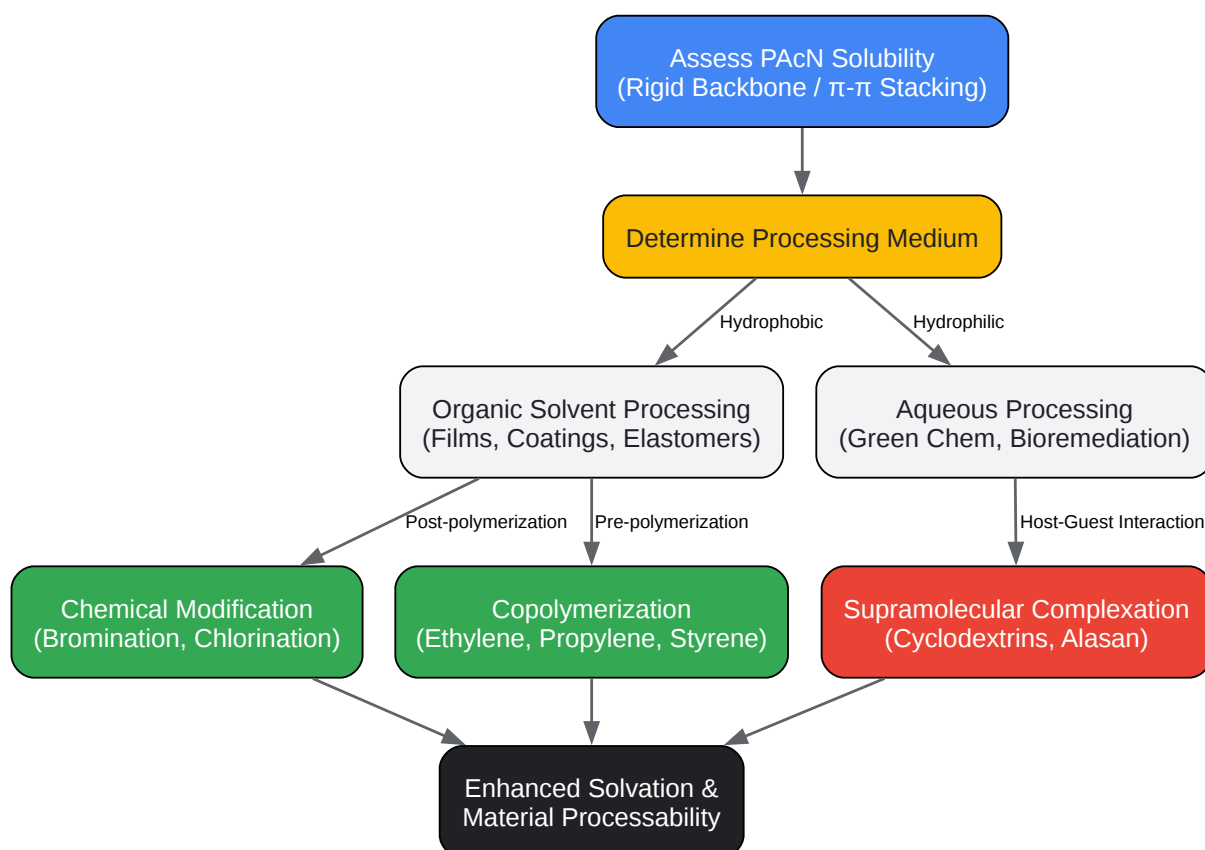 Assess PAcN Solubility
(Rigid Backbone / π-π Stacking)
Determine Processing Medium
Hydrophobic
Hydrophilic
Organic Solvent Processing
(Films, Coatings, Elastomers)
Aqueous Processing
(Green Chem, Bioremediation)
Post-polymerization
Pre-polymerization
Host-Guest Interaction
Chemical Modification
(Bromination, Chlorination)
Copolymerization
(Ethylene, Propylene, Styrene)
Supramolecular Complexation
(Cyclodextrins, Alasan)
Enhanced Solvation &
Material Processability